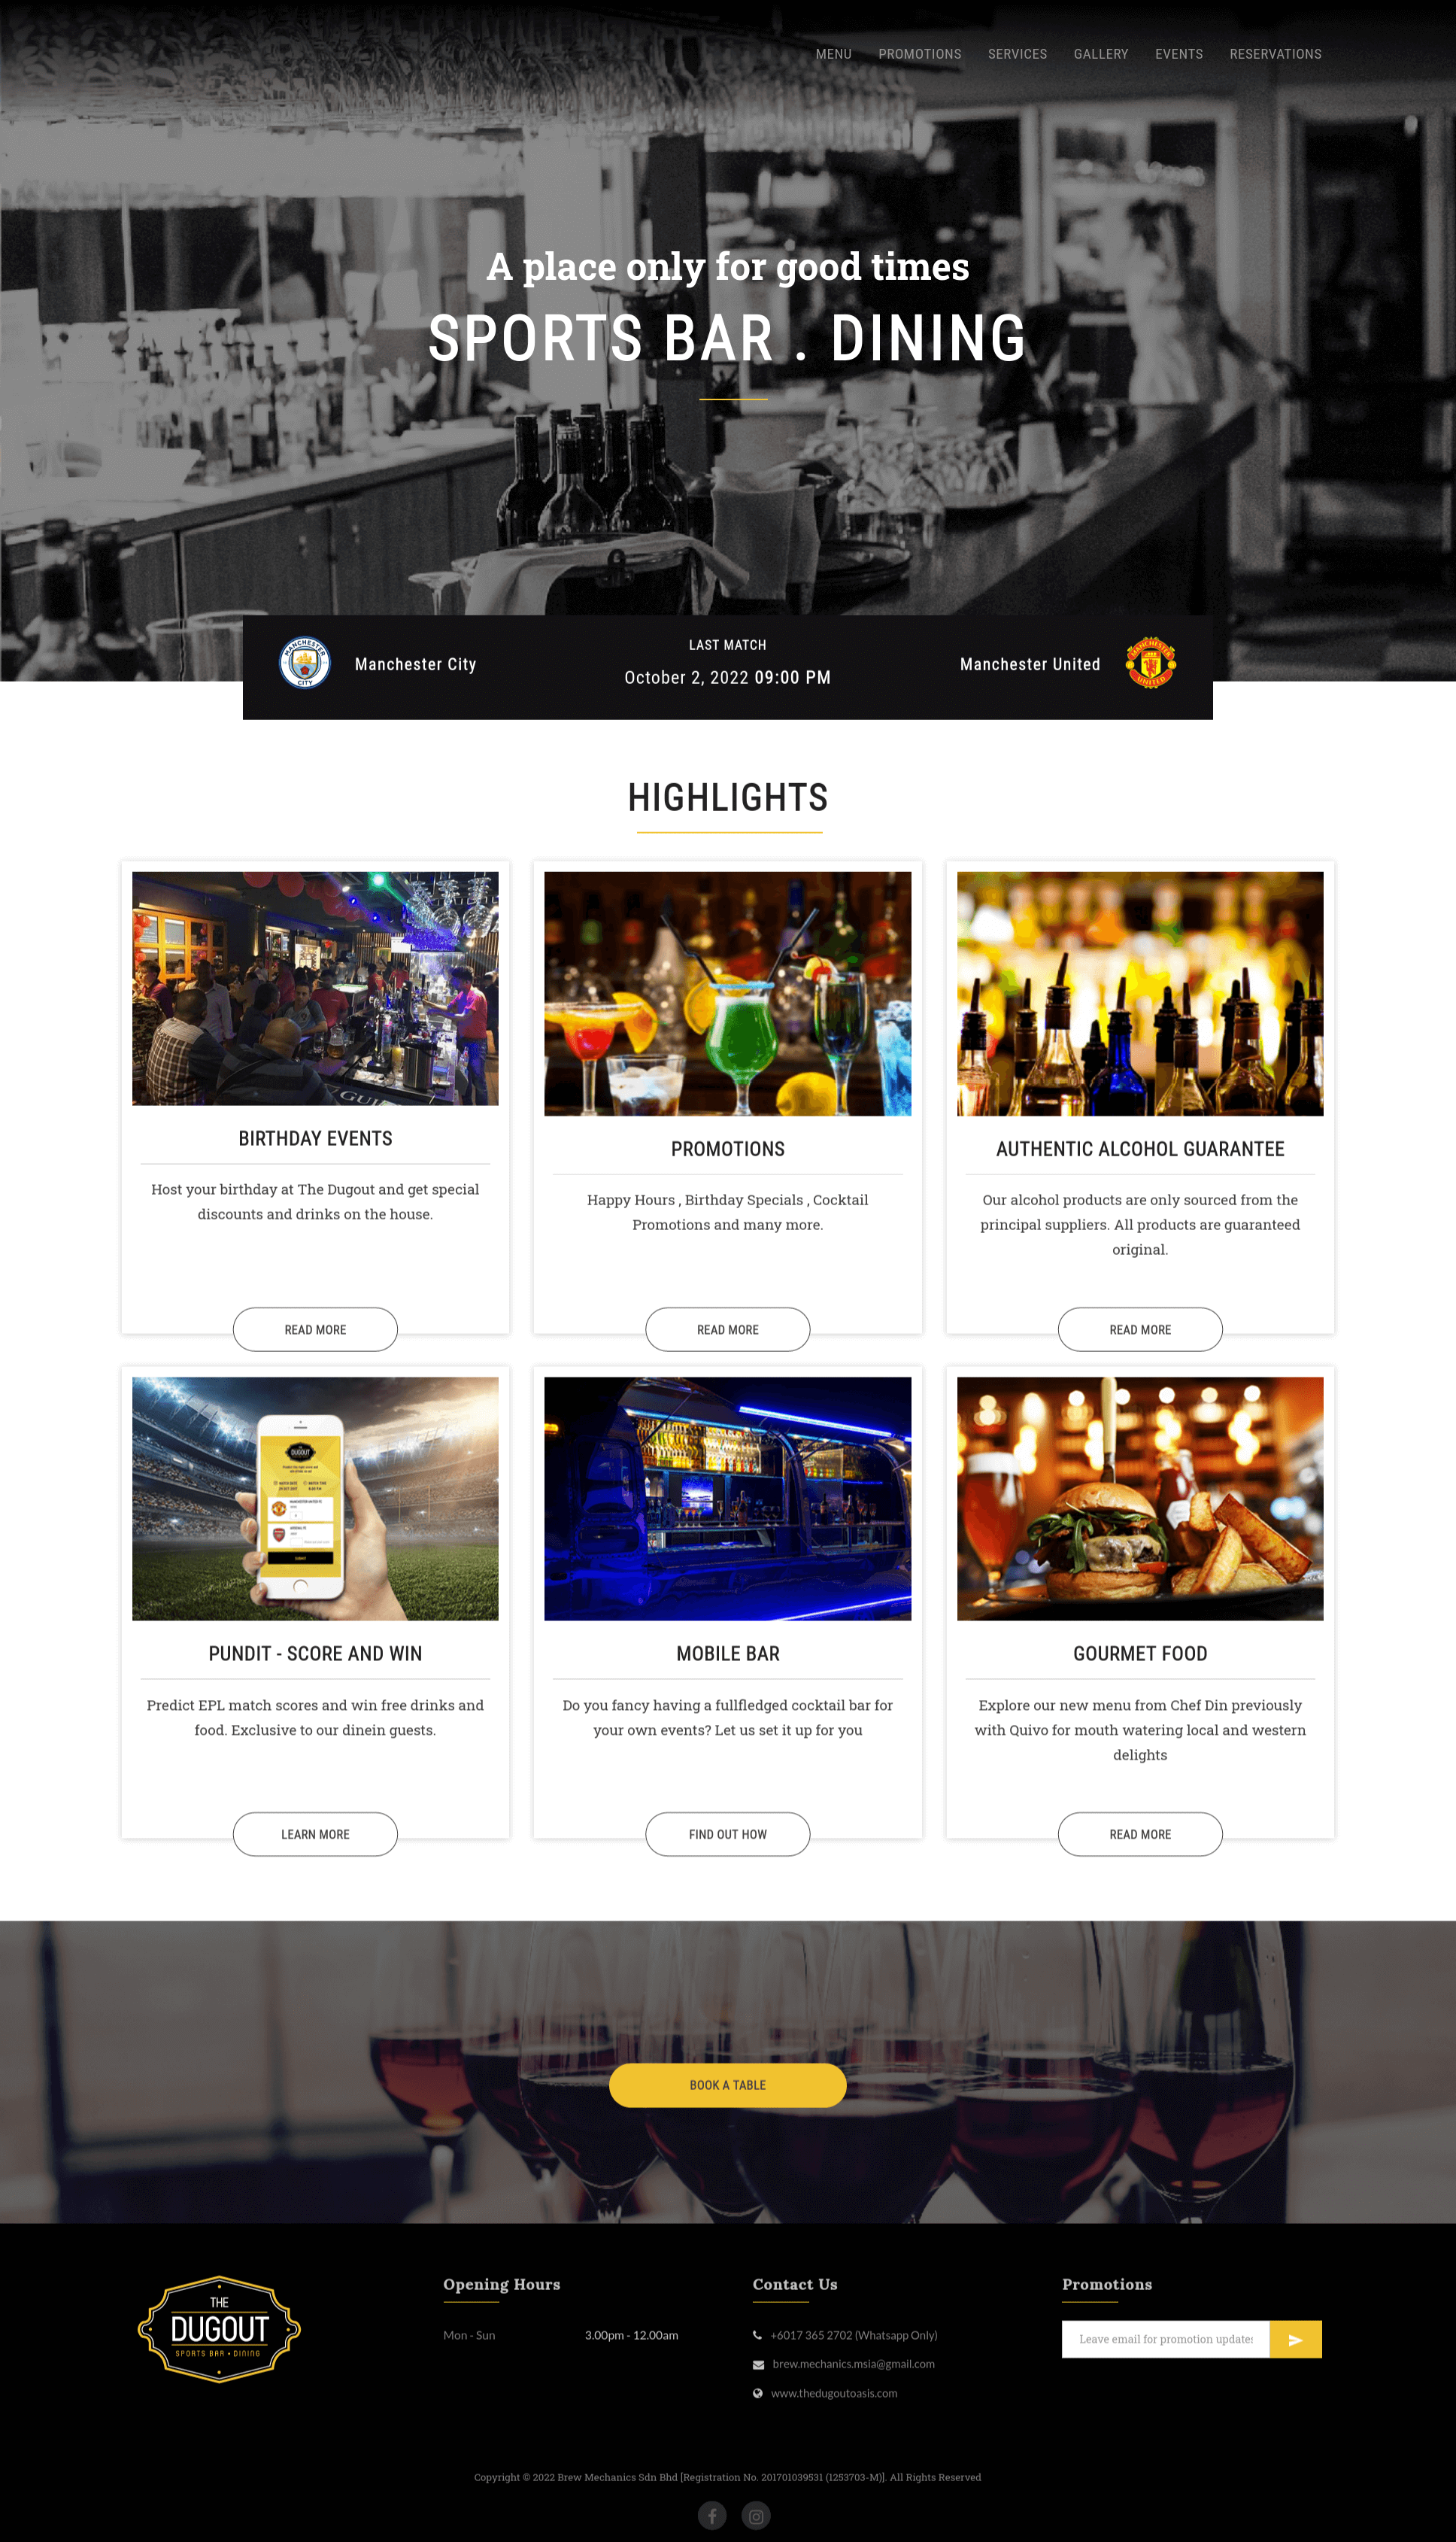 MENU PROMOTIONS SERVICES GALLERY EVENTS RESERVATIONS
A place only for good times
SPORTS BAR . DINING
MANCHESTER
CITY
Manchester City
LAST MATCH
October 2, 2022 09:00 PM
Manchester United
MANCHESTER
UNITED
HIGHLIGHTS
BIRTHDAY EVENTS
Host your birthday at The Dugout and get special
discounts and drinks on the house.
READ MORE
PROMOTIONS
Happy Hours , Birthday Specials , Cocktail
Promotions and many more.
READ MORE
AUTHENTIC ALCOHOL GUARANTEE
Our alcohol products are only sourced from the
principal suppliers. All products are guaranteed
original.
READ MORE
DUGOUT
PUNDIT - SCORE AND WIN
Predict EPL match scores and win free drinks and
food. Exclusive to our dinein guests.
LEARN MORE
MOBILE BAR
Do you fancy having a fullfledged cocktail bar for
your own events? Let us set it up for you
FIND OUT HOW
GOURMET FOOD
Explore our new menu from Chef Din previously
with Quivo for mouth watering local and western
delights
READ MORE
BOOK A TABLE
THE
DUGOUT
SPORTS BAR • DINING
Opening Hours
Mon - Sun 3.00pm - 12.00am
Contact Us
+6017 365 2702 (Whatsapp Only)
brew.mechanics.msia@gmail.com
www.thedugoutoasis.com
Promotions
Leave email for promotion updates
Copyright © 2022 Brew Mechanics Sdn Bhd [Registration No. 201701039531 (1253703-M)]. All Rights Reserved